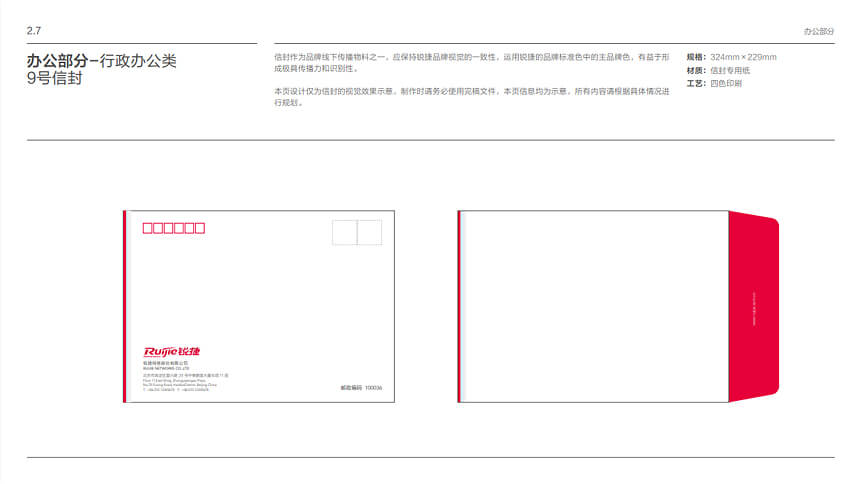 2.7
办公部分
办公部分-行政办公类
9号信封
信封作为品牌线下传播物料之一，应保持锐捷品牌视觉的一致性，运用锐捷的品牌标准色中的主品牌色，有益于形
成极具传播力和识别性。
本页设计仅为信封的视觉效果示意，制作时请务必使用完稿文件，本页信息均为示意，所有内容请根据具体情况进
行规划。
规格：324mm×229mm
材质：信封专用纸
工艺：四色印刷
Ruijie锐捷
锐捷网络股份有限公司
RUIJIE NETWORKS CO.,LTD
邮政编码 100036